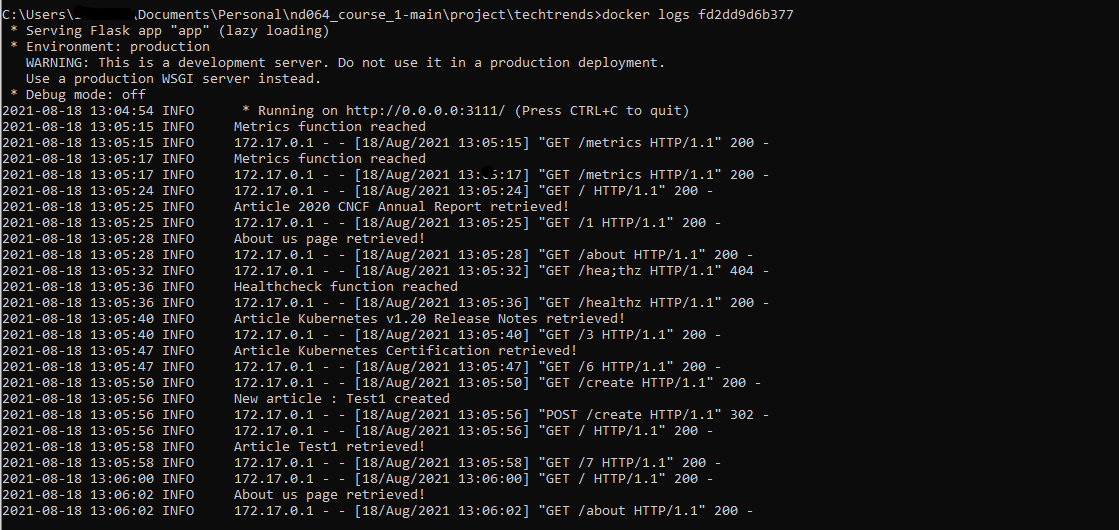 C:\Users\ \Documents\Personal\nd064_course_1-main\project\techtrends>docker logs fd2dd9d6b377
* Serving Flask app "app" (lazy loading)
* Environment: production
WARNING: This is a development server. Do not use it in a production deployment.
Use a production WSGI server instead.
* Debug mode: off
2021-08-18 13:04:54 INFO * Running on http://0.0.0.0:3111/ (Press CTRL+C to quit)
2021-08-18 13:05:15 INFO Metrics function reached
2021-08-18 13:05:15 INFO 172.17.0.1 - - [18/Aug/2021 13:05:15] "GET /metrics HTTP/1.1" 200 -
2021-08-18 13:05:17 INFO Metrics function reached
2021-08-18 13:05:17 INFO 172.17.0.1 - - [18/Aug/2021 13:05:17] "GET /metrics HTTP/1.1" 200 -
2021-08-18 13:05:24 INFO 172.17.0.1 - - [18/Aug/2021 13:05:24] "GET / HTTP/1.1" 200 -
2021-08-18 13:05:25 INFO Article 2020 CNCF Annual Report retrieved!
2021-08-18 13:05:25 INFO 172.17.0.1 - - [18/Aug/2021 13:05:25] "GET /1 HTTP/1.1" 200 -
2021-08-18 13:05:28 INFO About us page retrieved!
2021-08-18 13:05:28 INFO 172.17.0.1 - - [18/Aug/2021 13:05:28] "GET /about HTTP/1.1" 200 -
2021-08-18 13:05:32 INFO 172.17.0.1 - - [18/Aug/2021 13:05:32] "GET /hea;thz HTTP/1.1" 404 -
2021-08-18 13:05:36 INFO Healthcheck function reached
2021-08-18 13:05:36 INFO 172.17.0.1 - - [18/Aug/2021 13:05:36] "GET /healthz HTTP/1.1" 200 -
2021-08-18 13:05:40 INFO Article Kubernetes v1.20 Release Notes retrieved!
2021-08-18 13:05:40 INFO 172.17.0.1 - - [18/Aug/2021 13:05:40] "GET /3 HTTP/1.1" 200 -
2021-08-18 13:05:47 INFO Article Kubernetes Certification retrieved!
2021-08-18 13:05:47 INFO 172.17.0.1 - - [18/Aug/2021 13:05:47] "GET /6 HTTP/1.1" 200 -
2021-08-18 13:05:50 INFO 172.17.0.1 - - [18/Aug/2021 13:05:50] "GET /create HTTP/1.1" 200 -
2021-08-18 13:05:56 INFO New article : Test1 created
2021-08-18 13:05:56 INFO 172.17.0.1 - - [18/Aug/2021 13:05:56] "POST /create HTTP/1.1" 302 -
2021-08-18 13:05:56 INFO 172.17.0.1 - - [18/Aug/2021 13:05:56] "GET / HTTP/1.1" 200 -
2021-08-18 13:05:58 INFO Article Test1 retrieved!
2021-08-18 13:05:58 INFO 172.17.0.1 - - [18/Aug/2021 13:05:58] "GET /7 HTTP/1.1" 200 -
2021-08-18 13:06:00 INFO 172.17.0.1 - - [18/Aug/2021 13:06:00] "GET / HTTP/1.1" 200 -
2021-08-18 13:06:02 INFO About us page retrieved!
2021-08-18 13:06:02 INFO 172.17.0.1 - - [18/Aug/2021 13:06:02] "GET /about HTTP/1.1" 200 -